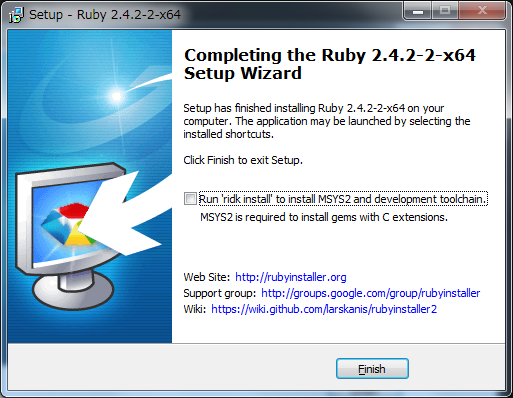 Setup - Ruby 2.4.2-2-x64
Completing the Ruby 2.4.2-2-x64
Setup Wizard
Setup has finished installing Ruby 2.4.2-2-x64 on your
computer. The application may be launched by selecting the
installed shortcuts.
Click Finish to exit Setup.
Run 'ridk install' to install MSYS2 and development toolchain.
MSYS2 is required to install gems with C extensions.
Web Site: http://rubyinstaller.org
Support group: http://groups.google.com/group/rubyinstaller
Wiki: https://wiki.github.com/larskanis/rubyinstaller2
Finish